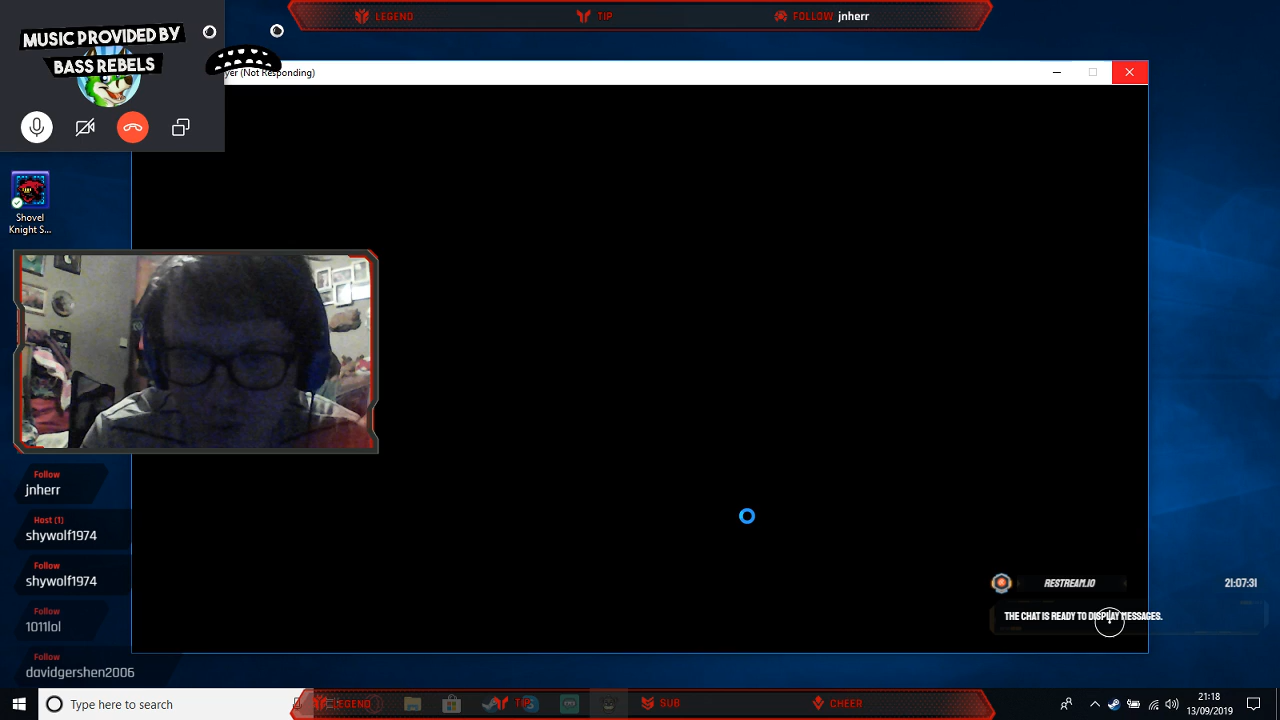 LEGEND
TIP
FOLLOW jnherr
MUSIC PROVIDED BY
BASS REBELS
yer (Not Responding)
Shovel
Knight S...
Follow
jnherr
Host (1)
shywolf1974
Follow
shywolf1974
Follow
1011lol
Follow
davidgershen2006
RESTREAM.IO
21:07:31
THE CHAT IS READY TO DISPLAY MESSAGES.
Type here to search
LEGEND
TIP
SUB
CHEER
21:18
13/09/2019